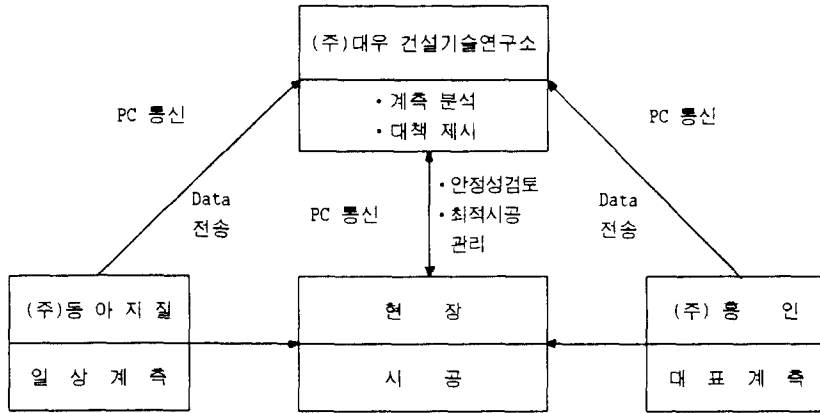 (주)대우 건설기술연구소
· 계측 분석
· 대책 제시
PC 통신
PC 통신
Data
전송
PC 통신
· 안정성검토
· 최적시공
관리
Data
전송
(주)동 아 지 질
일 상 계 측
현 장
시 공
(주) 흥 인
대 표 계 측